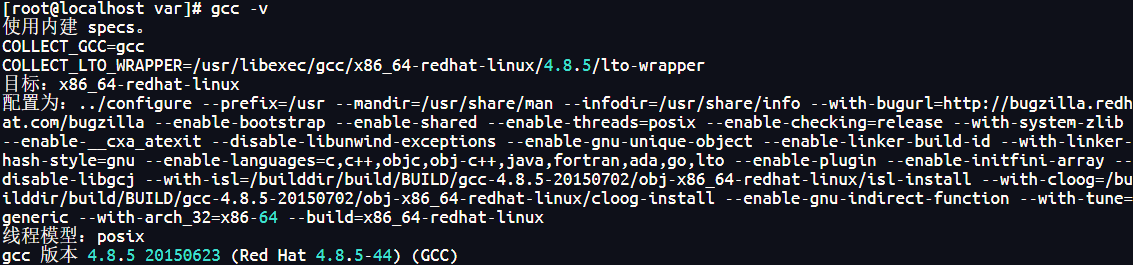 [root@localhost var]# gcc -v
使用内建 specs。
COLLECT_GCC=gcc
COLLECT_LTO_WRAPPER=/usr/libexec/gcc/x86_64-redhat-linux/4.8.5/lto-wrapper
目标：x86_64-redhat-linux
配置为：../configure --prefix=/usr --mandir=/usr/share/man --infodir=/usr/share/info --with-bugurl=http://bugzilla.redh
at.com/bugzilla --enable-bootstrap --enable-shared --enable-threads=posix --enable-checking=release --with-system-zlib
--enable-__cxa_atexit --disable-libunwind-exceptions --enable-gnu-unique-object --enable-linker-build-id --with-linker-
hash-style=gnu --enable-languages=c,c++,objc,obj-c++,java,fortran,ada,go,lto --enable-plugin --enable-initfini-array --
disable-libgcj --with-isl=/builddir/build/BUILD/gcc-4.8.5-20150702/obj-x86_64-redhat-linux/isl-install --with-cloog=/bu
ilddir/build/BUILD/gcc-4.8.5-20150702/obj-x86_64-redhat-linux/cloog-install --enable-gnu-indirect-function --with-tune=
generic --with-arch_32=x86-64 --build=x86_64-redhat-linux
线程模型：posix
gcc 版本 4.8.5 20150623 (Red Hat 4.8.5-44) (GCC)